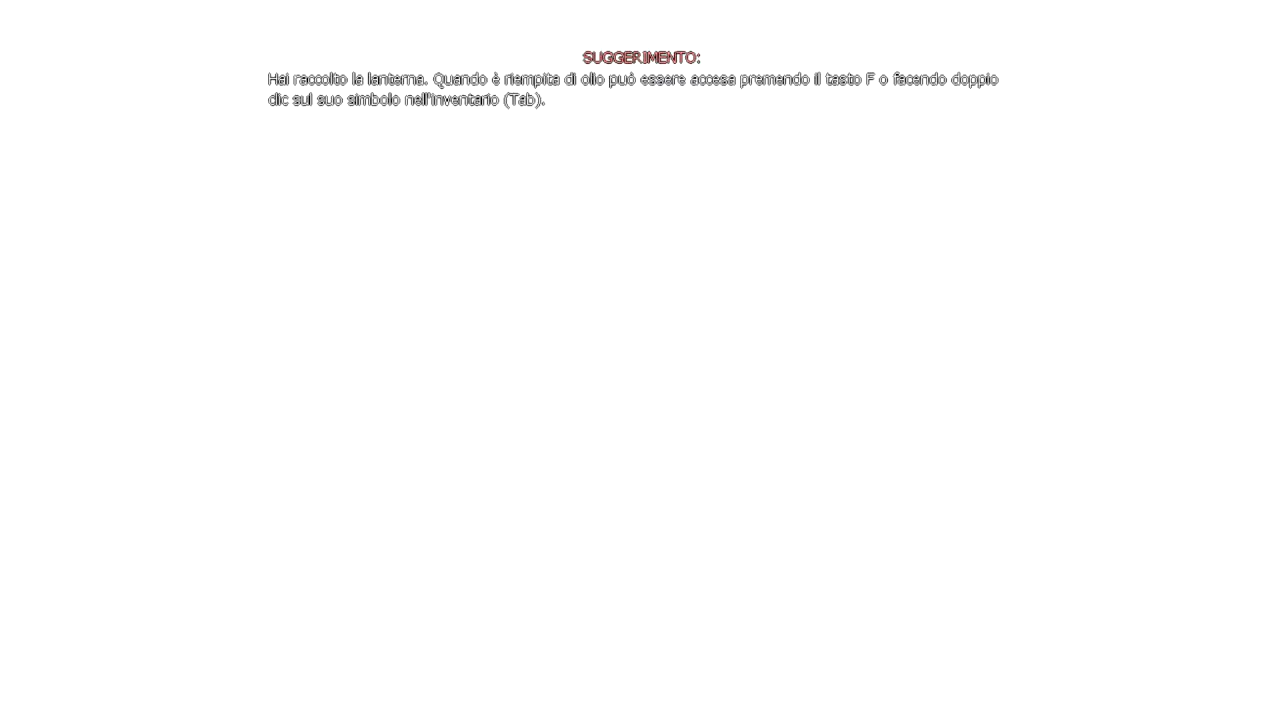 SUGGERIMENTO:
Hai raccolto la lanterna. Quando è riempita di olio può essere accesa premendo il tasto F o facendo doppio
clic sul suo simbolo nell'inventario (Tab).